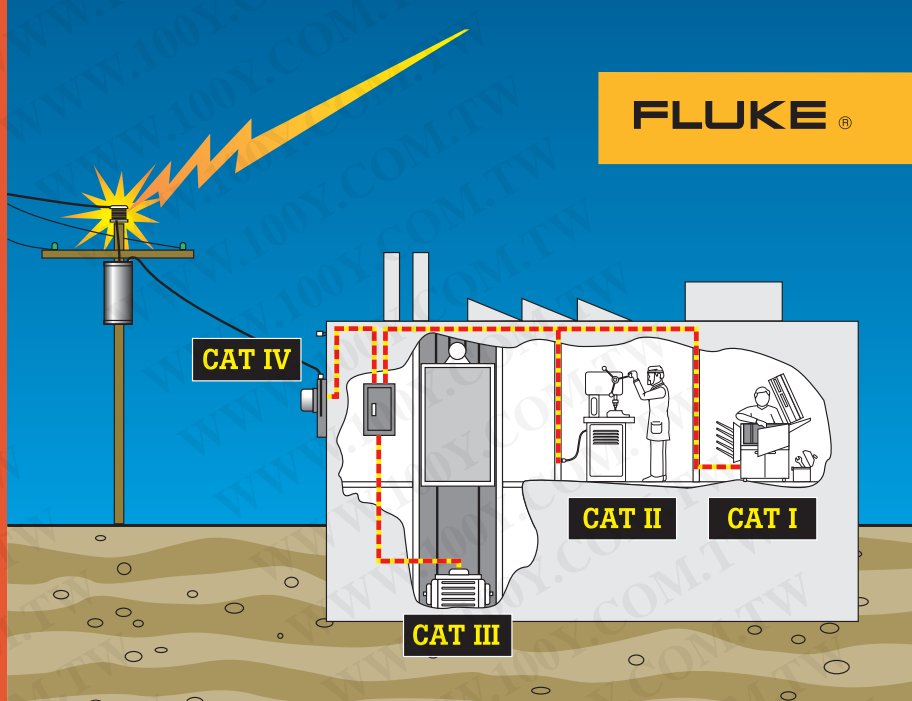 FLUKE ®
CAT IV
CAT II
CAT I
CAT III
WWW.100Y.COM.TW